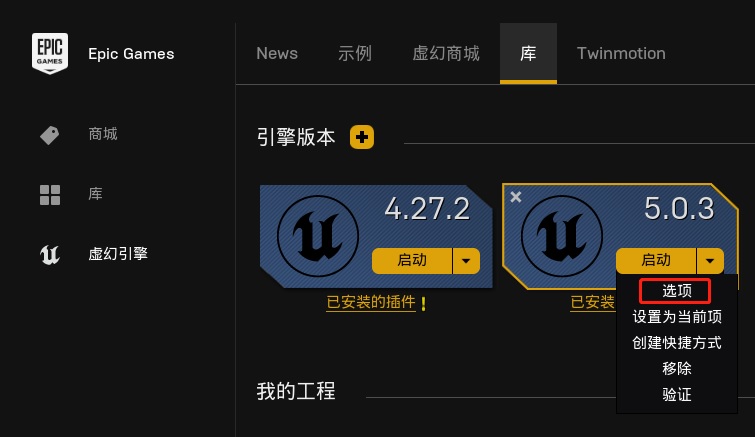 EPIC GAMES
Epic Games
News 示例 虚幻商城 库 Twinmotion
商城
库
虚幻引擎
引擎版本
4.27.2
启动
已安装的插件 !
5.0.3
启动
已安装
选项
设置为当前项
创建快捷方式
移除
验证
我的工程